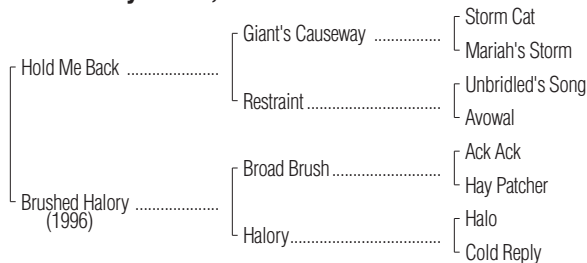 Storm Cat
Giant's Causeway ................
Mariah's Storm
Hold Me Back .....................
Unbridled's Song
Restraint ................................
Avowal
Ack Ack
Broad Brush..........................
Hay Patcher
Brushed Halory ...................
(1996)
Halo
Halory....................................
Cold Reply